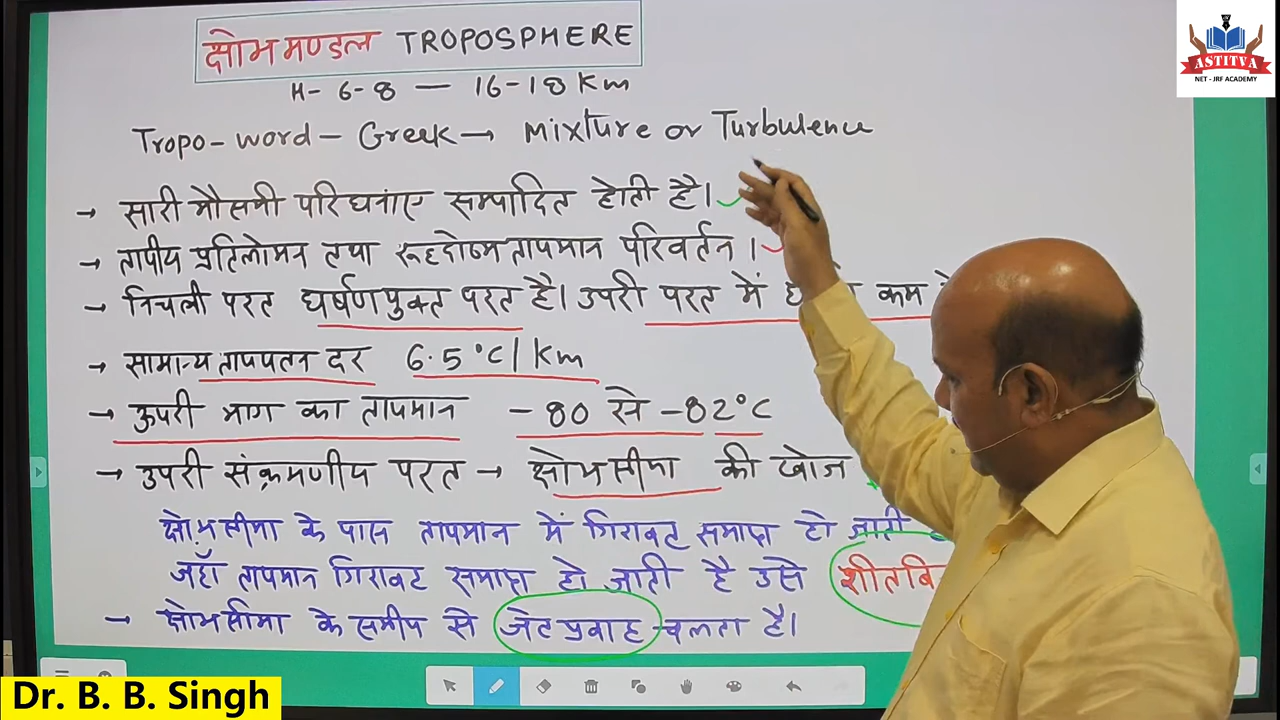 क्षोभमण्डल TROPOSPHERE
H- 6-8 — 16-18 Km
Tropo - word - Greek → Mixture or Turbulence
→ सारी मौसमी परिघनाए सम्पादित होती है।
→ तापीय प्रतिलोमन तथा रूद्दोष्म तापमान परिवर्तन।
→ निचली परत घर्षणयुक्त परत है। उपरी परत में कम
→ सामान्य तापपतन दर 6.5°C/Km
→ ऊपरी भाग का तापमान -80 से -82°C
→ उपरी संक्रमणीय परत → क्षोभसीमा की खोज
क्षोभसीमा के पास तापमान में गिरावट समाप्त हो जाती
जहाँ तापमान गिरावट समाप्त हो जाती है उसे
→ क्षोभसीमा के समीप से जेटप्रवाह चलता है।
ASTITVA
NET - JRF ACADEMY
Dr. B. B. Singh